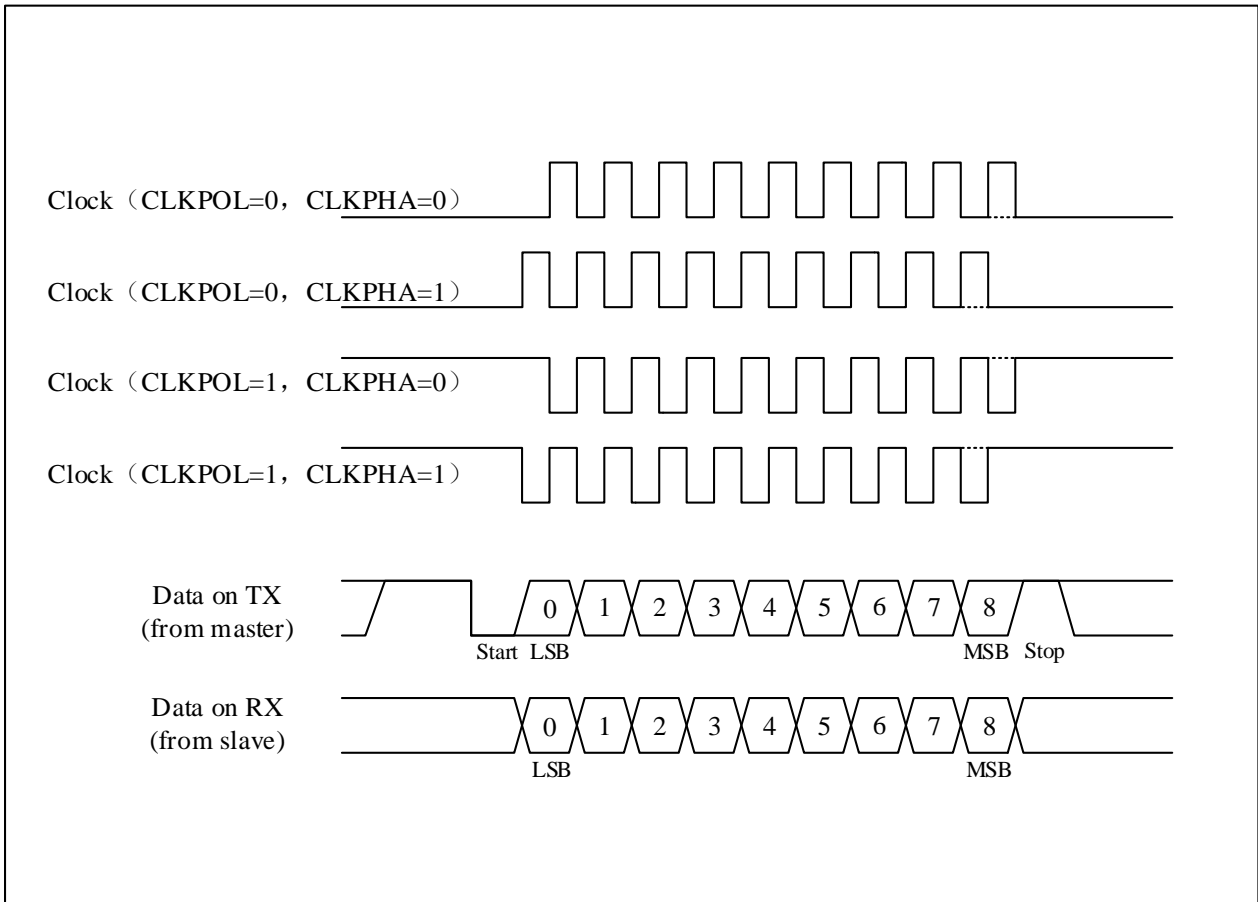 Clock（CLKPOL=0，CLKPHA=0）
Clock（CLKPOL=0，CLKPHA=1）
Clock（CLKPOL=1，CLKPHA=0）
Clock（CLKPOL=1，CLKPHA=1）
Data on TX
(from master)
0 1 2 3 4 5 6 7 8
Start LSB MSB Stop
Data on RX
(from slave)
0 1 2 3 4 5 6 7 8
LSB MSB